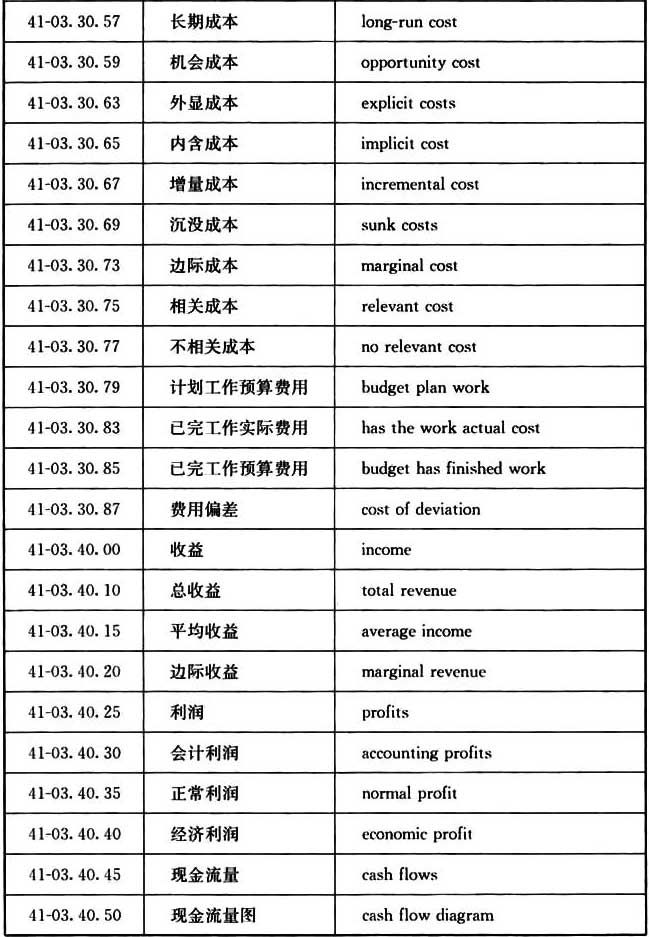 41-03.30.57 长期成本 long-run cost
41-03.30.59 机会成本 opportunity cost
41-03.30.63 外显成本 explicit costs
41-03.30.65 内含成本 implicit cost
41-03.30.67 增量成本 incremental cost
41-03.30.69 沉没成本 sunk costs
41-03.30.73 边际成本 marginal cost
41-03.30.75 相关成本 relevant cost
41-03.30.77 不相关成本 no relevant cost
41-03.30.79 计划工作预算费用 budget plan work
41-03.30.83 已完工作实际费用 has the work actual cost
41-03.30.85 已完工作预算费用 budget has finished work
41-03.30.87 费用偏差 cost of deviation
41-03.40.00 收益 income
41-03.40.10 总收益 total revenue
41-03.40.15 平均收益 average income
41-03.40.20 边际收益 marginal revenue
41-03.40.25 利润 profits
41-03.40.30 会计利润 accounting profits
41-03.40.35 正常利润 normal profit
41-03.40.40 经济利润 economic profit
41-03.40.45 现金流量 cash flows
41-03.40.50 现金流量图 cash flow diagram